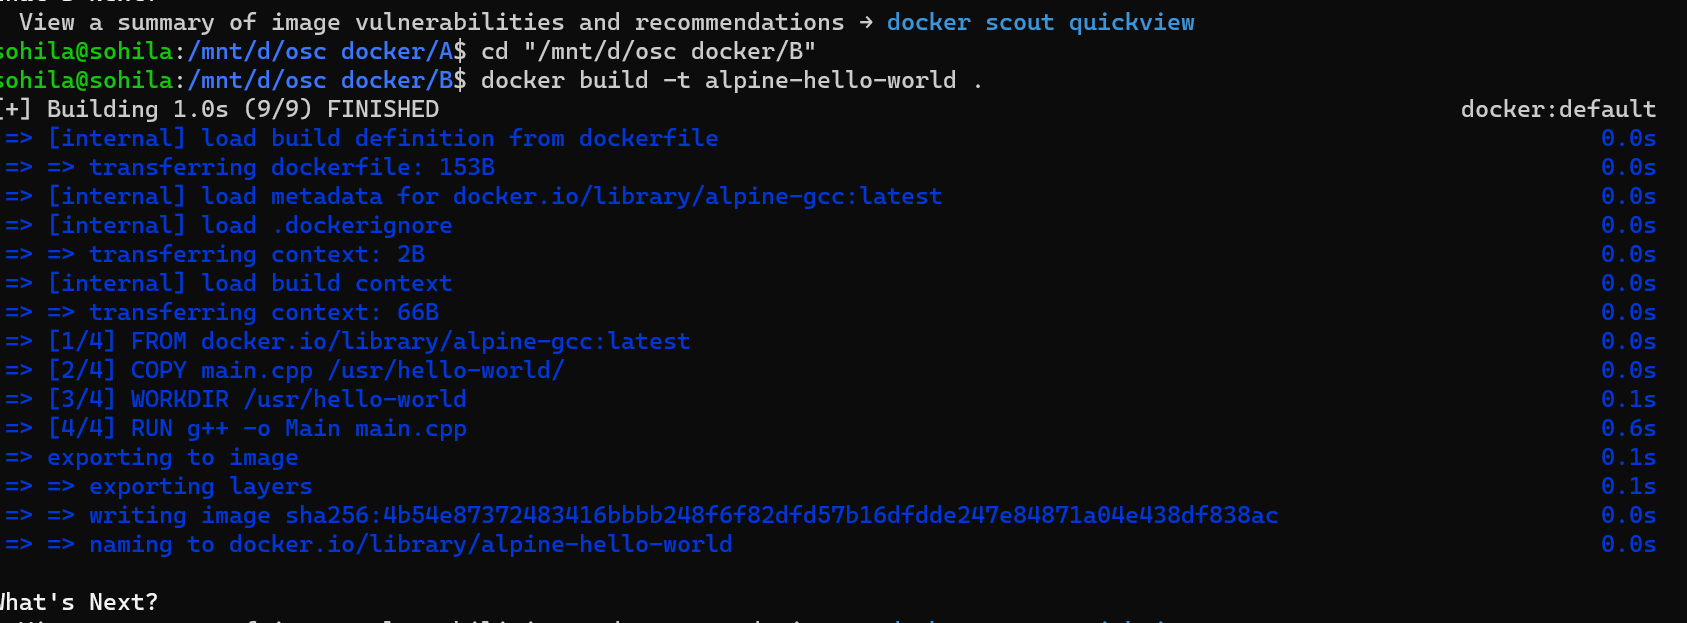 View a summary of image vulnerabilities and recommendations → docker scout quickview
sohila@sohila:/mnt/d/osc docker/A$ cd "/mnt/d/osc docker/B"
sohila@sohila:/mnt/d/osc docker/B$ docker build -t alpine-hello-world .
[+] Building 1.0s (9/9) FINISHED docker:default
=> [internal] load build definition from dockerfile 0.0s
=> => transferring dockerfile: 153B 0.0s
=> [internal] load metadata for docker.io/library/alpine-gcc:latest 0.0s
=> [internal] load .dockerignore 0.0s
=> => transferring context: 2B 0.0s
=> [internal] load build context 0.0s
=> => transferring context: 66B 0.0s
=> [1/4] FROM docker.io/library/alpine-gcc:latest 0.0s
=> [2/4] COPY main.cpp /usr/hello-world/ 0.0s
=> [3/4] WORKDIR /usr/hello-world 0.1s
=> [4/4] RUN g++ -o Main main.cpp 0.6s
=> exporting to image 0.1s
=> => exporting layers 0.1s
=> => writing image sha256:4b54e87372483416bbbb248f6f82dfd57b16dfdde247e84871a04e438df838ac 0.0s
=> => naming to docker.io/library/alpine-hello-world 0.0s
What's Next?